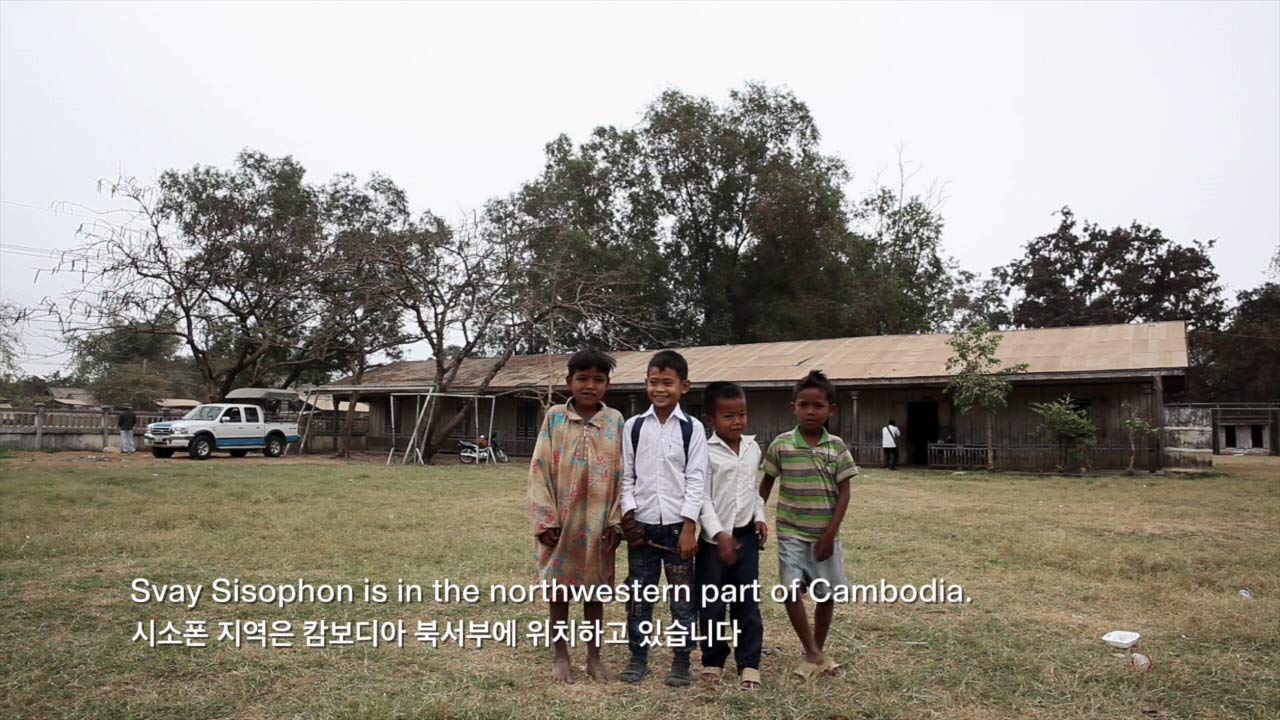 Svay Sisophon is in the northwestern part of Cambodia.
시소폰 지역은 캄보디아 북서부에 위치하고 있습니다